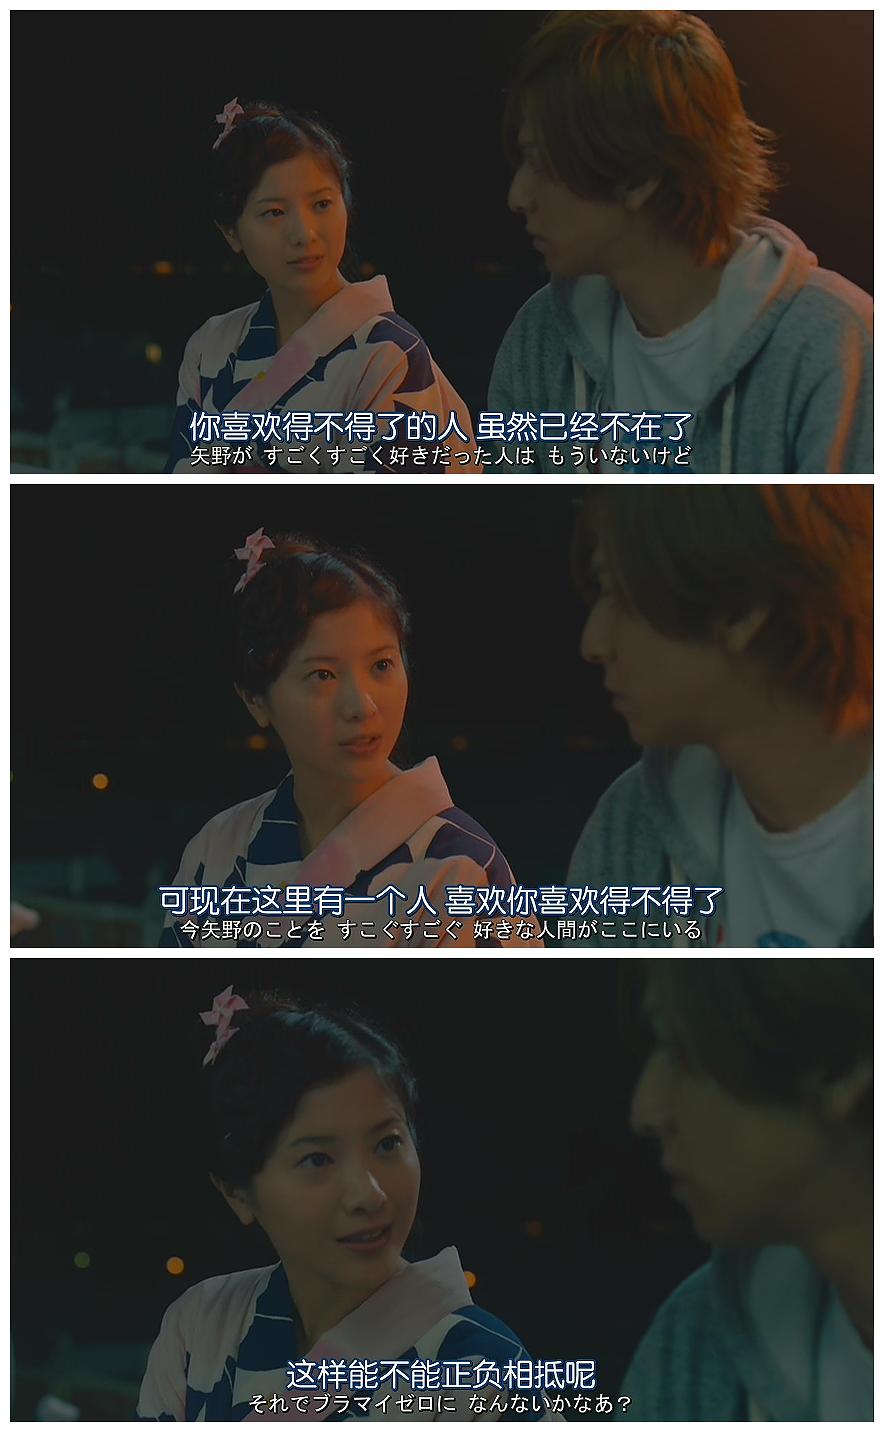 你喜欢得不得了的人 虽然已经不在了
矢野が すごくすごく好きだった人は もういないけど
可现在这里有一个人 喜欢你喜欢得不得了
今矢野のことを すこぐすごぐ 好きな人間がここにいる
这样能不能正负相抵呢
それでプラマイゼロに なんないかなあ？